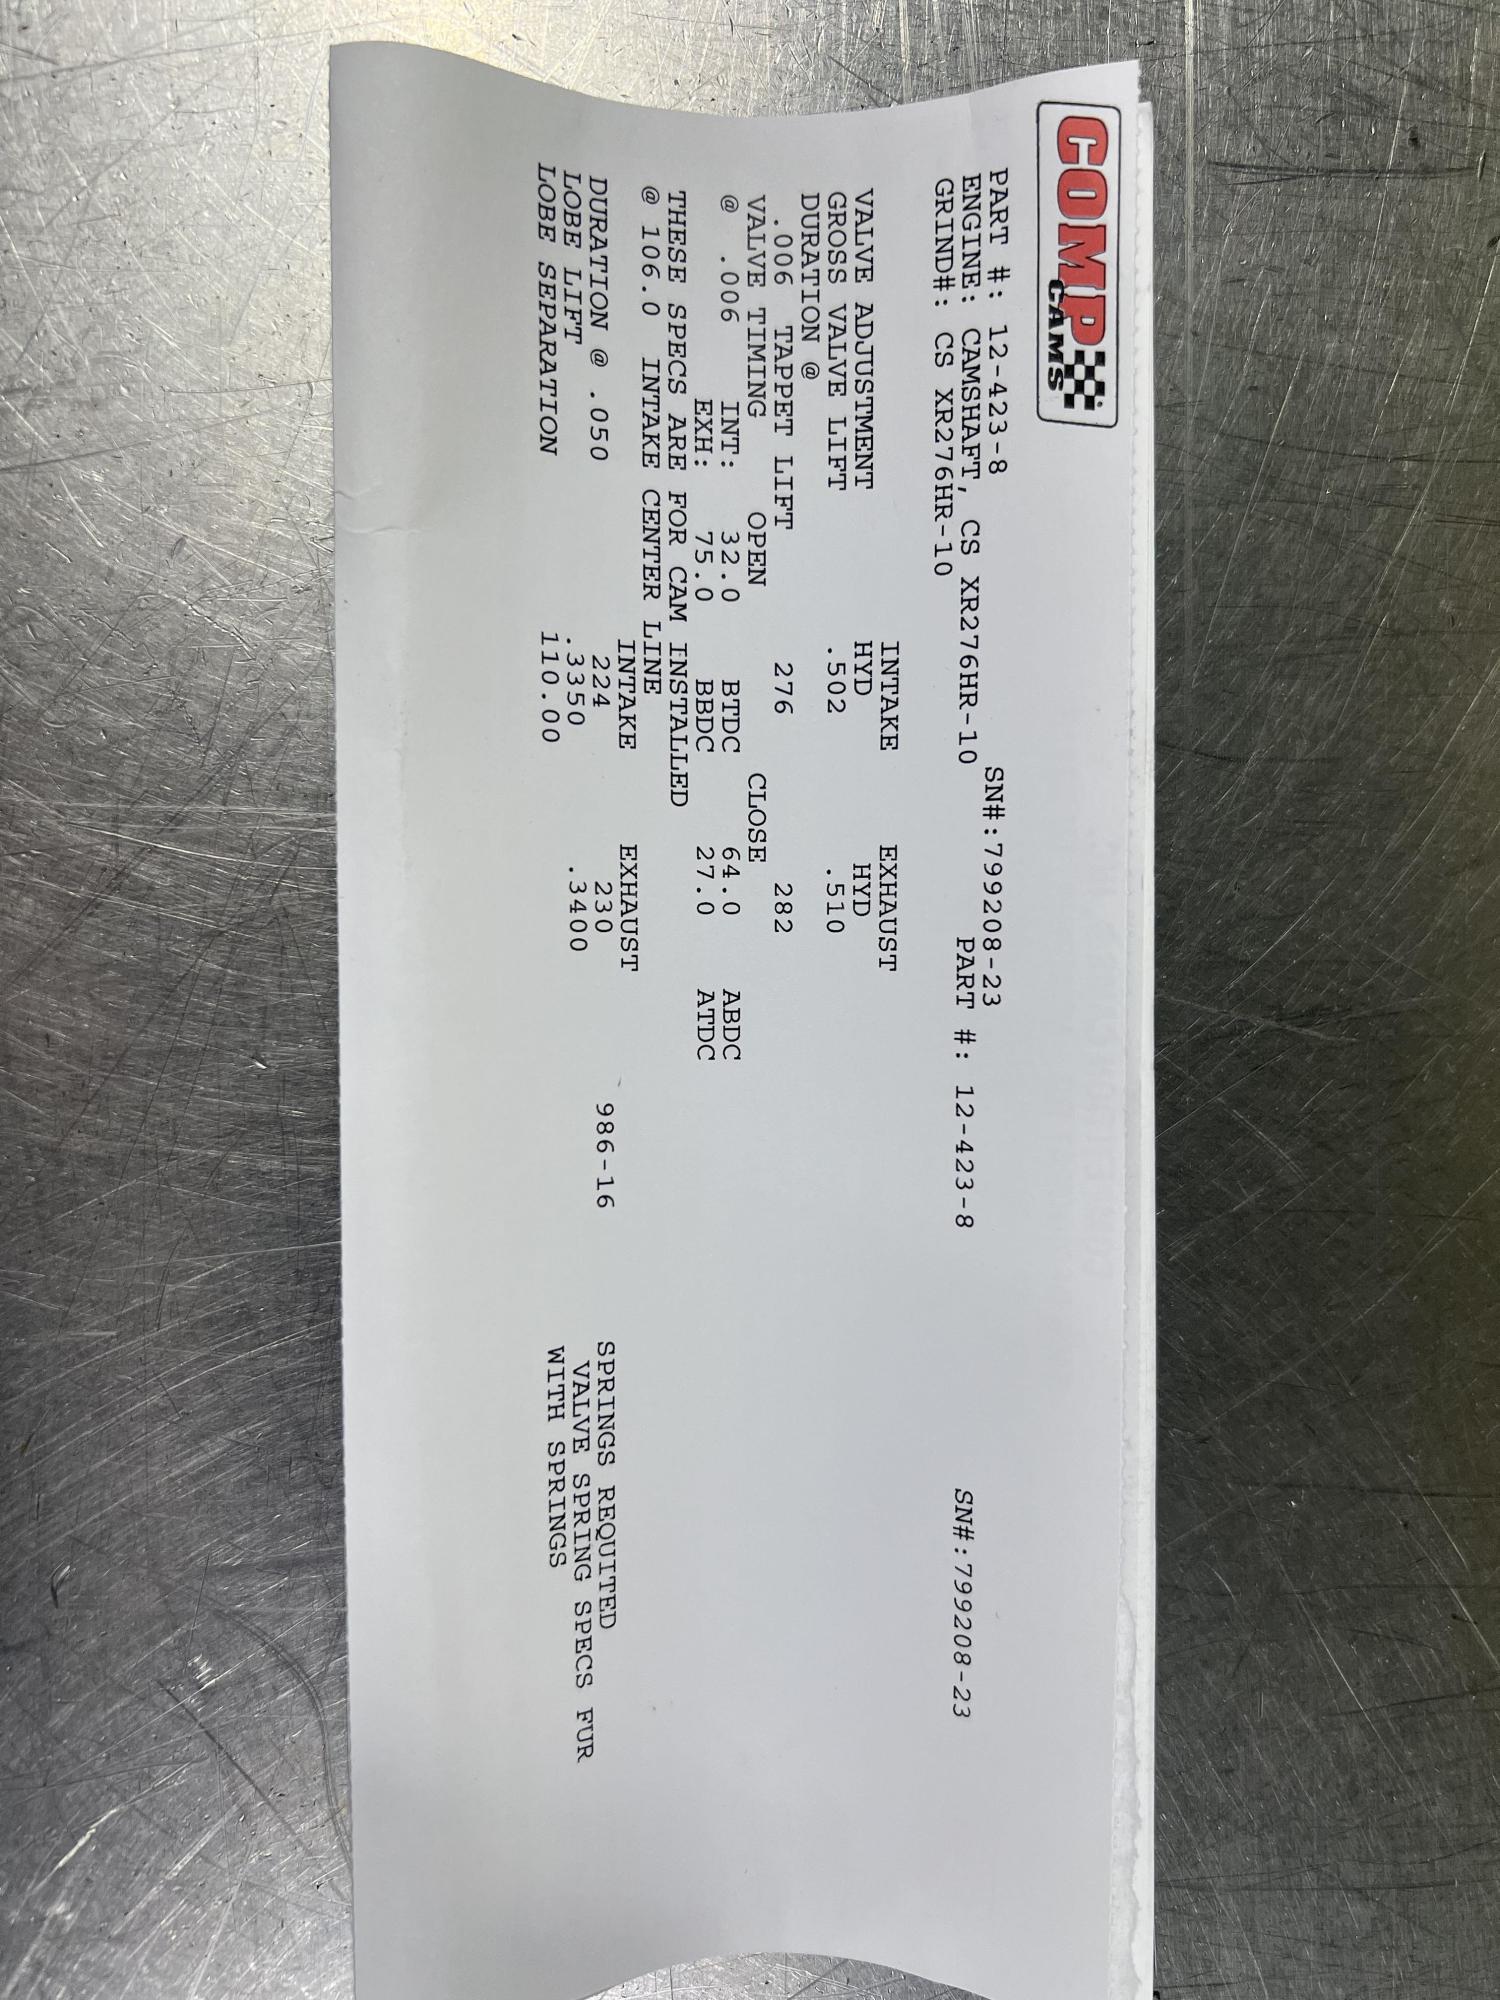 COMP CAMS
PART #: 12-423-8 SN#:799208-23
ENGINE: CAMSHAFT, CS XR276HR-10 PART #: 12-423-8 SN#:799208-23
GRIND#: CS XR276HR-10
INTAKE EXHAUST
VALVE ADJUSTMENT HYD HYD
GROSS VALVE LIFT .502 .510
DURATION @
.006 TAPPET LIFT 276 282
VALVE TIMING OPEN CLOSE
@ .006 INT: 32.0 BTDC 64.0 ABDC
EXH: 75.0 BBDC 27.0 ATDC
THESE SPECS ARE FOR CAM INSTALLED
@ 106.0 INTAKE CENTER LINE
INTAKE EXHAUST
DURATION @ .050 224 230 986-16 SPRINGS REQUITED
LOBE LIFT .3350 .3400 VALVE SPRING SPECS FUR
LOBE SEPARATION 110.00 WITH SPRINGS